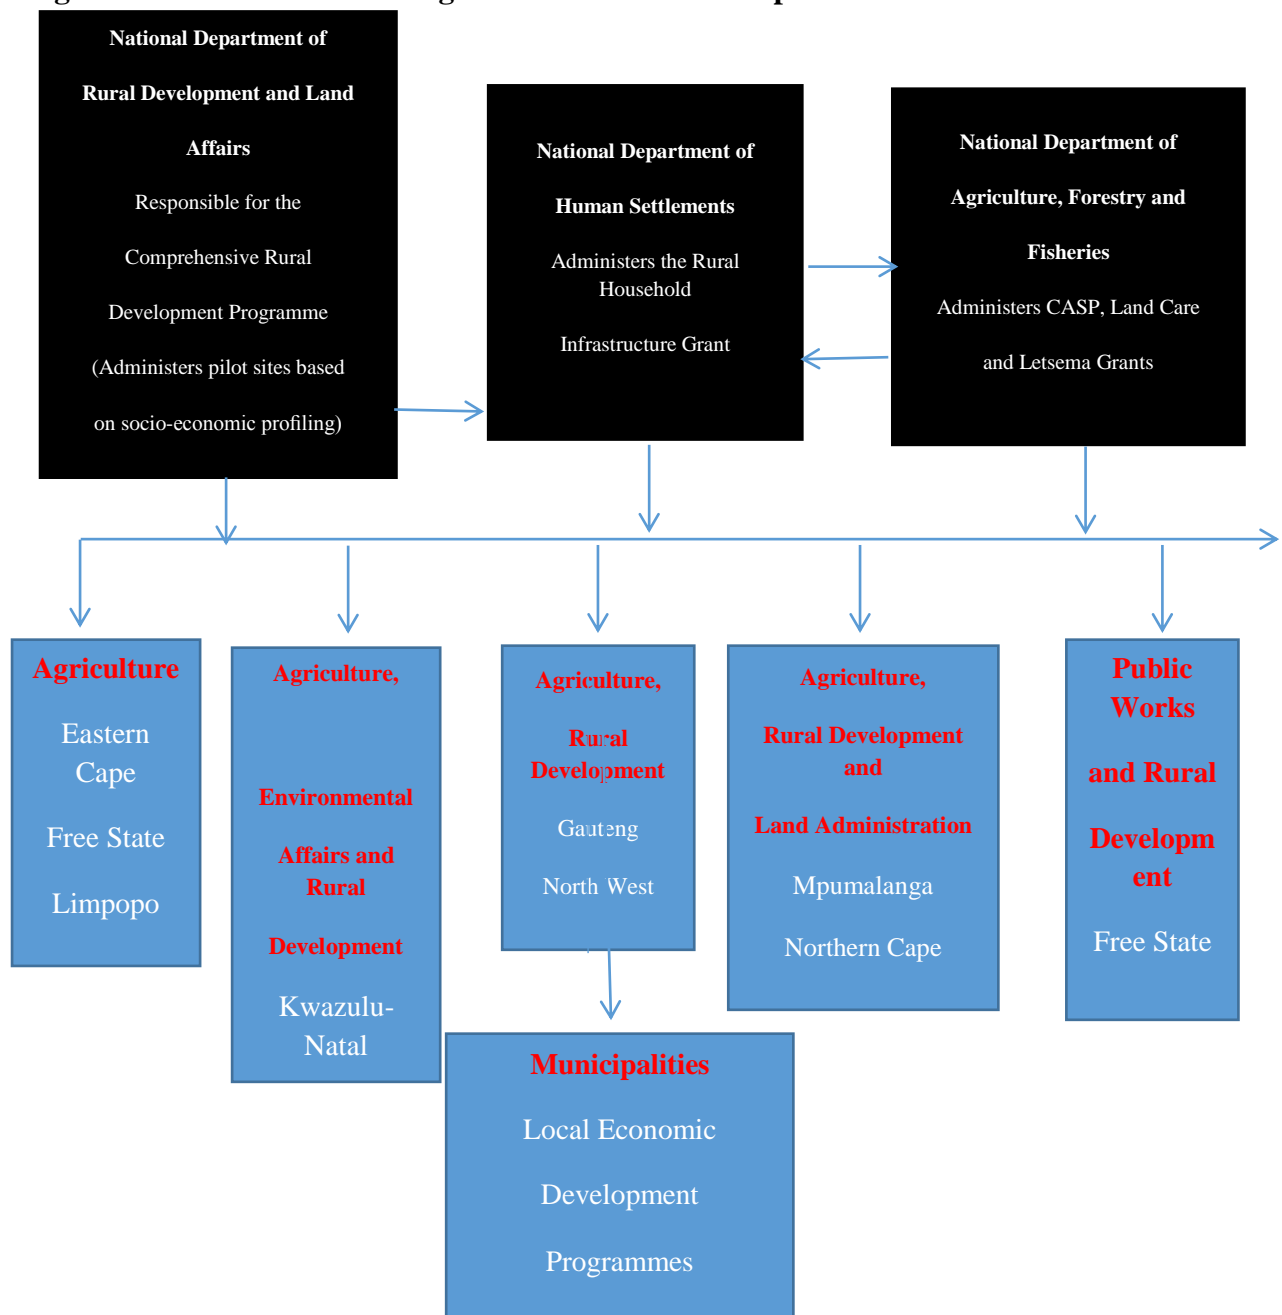 National Department of
Rural Development and Land
Affairs
Responsible for the
Comprehensive Rural
Development Programme
(Administers pilot sites based
on socio-economic profiling)
National Department of
Human Settlements
Administers the Rural
Household
Infrastructure Grant
National Department of
Agriculture, Forestry and
Fisheries
Administers CASP, Land Care
and Letsema Grants
Agriculture
Eastern
Cape
Free State
Limpopo
Agriculture,
Environmental
Affairs and
Rural
Development
Kwazulu-
Natal
Agriculture,
Rural
Development
Gauteng
North West
Agriculture,
Rural Development
and
Land Administration
Mpumalanga
Northern Cape
Public
Works
and Rural
Developm
ent
Free State
Municipalities
Local Economic
Development
Programmes